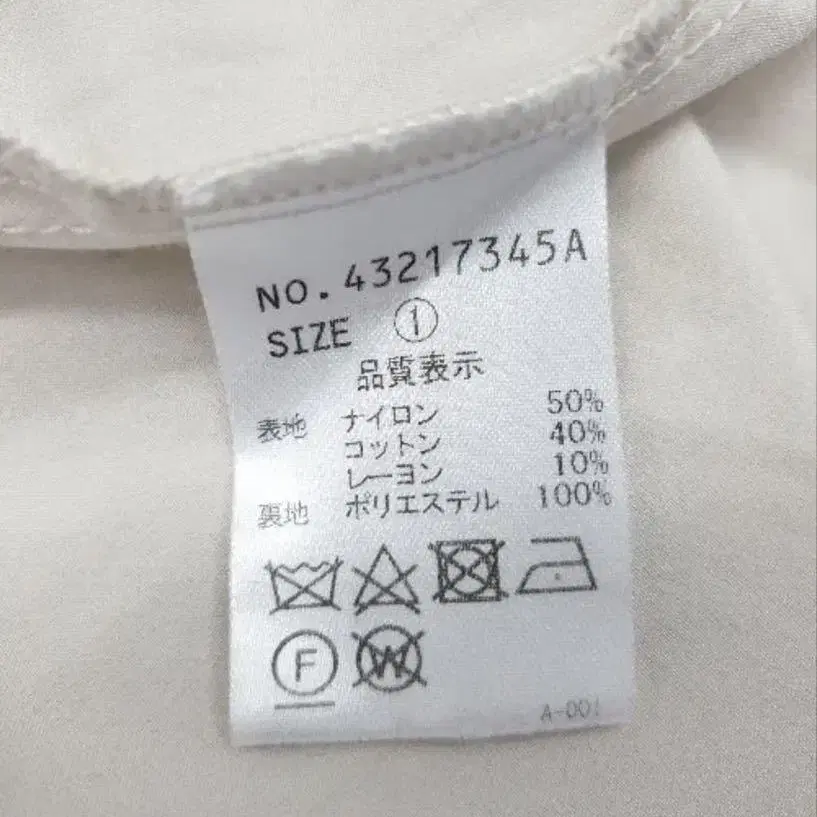 NO.43217345A
SIZE ①
品質表示
表地 ナイロン 50%
コットン 40%
レーヨン 10%
裏地 ポリエステル 100%
F W
A-001